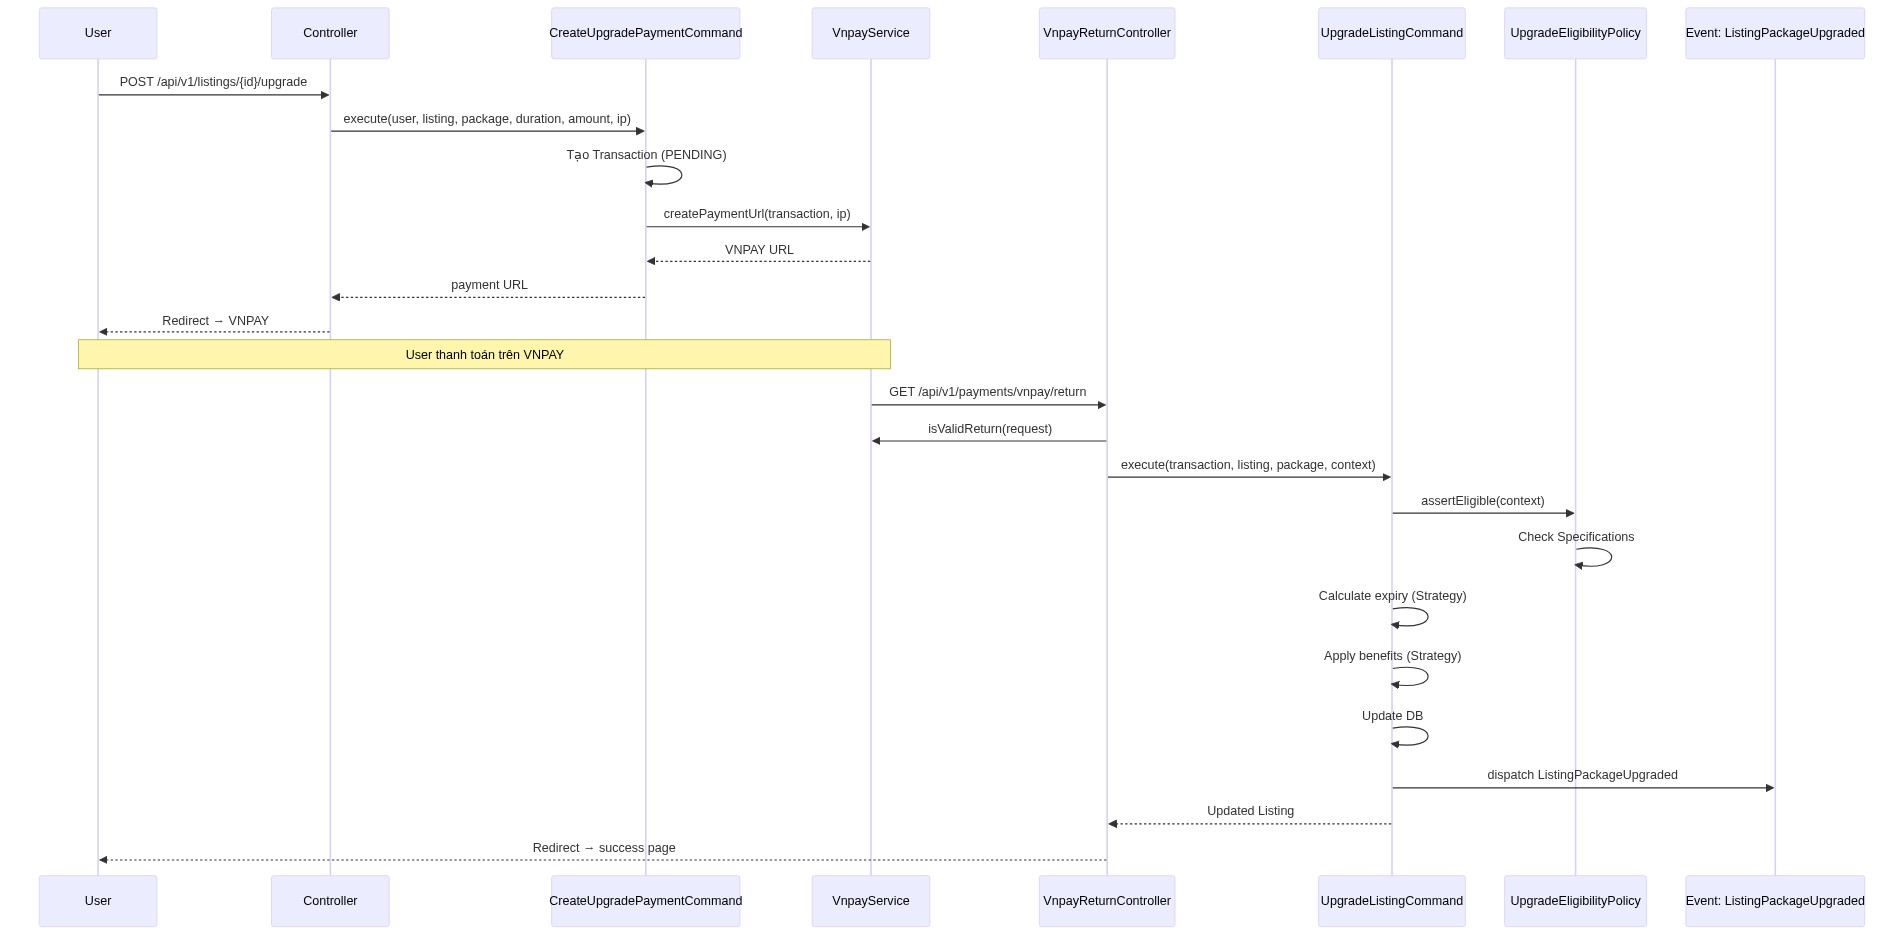 User
Controller
CreateUpgradePaymentCommand
VnpayService
VnpayReturnController
UpgradeListingCommand
UpgradeEligibilityPolicy
Event: ListingPackageUpgraded
POST /api/v1/listings/{id}/upgrade
execute(user, listing, package, duration, amount, ip)
Tạo Transaction (PENDING)
createPaymentUrl(transaction, ip)
VNPAY URL
payment URL
Redirect → VNPAY
User thanh toán trên VNPAY
GET /api/v1/payments/vnpay/return
isValidReturn(request)
execute(transaction, listing, package, context)
assertEligible(context)
Check Specifications
Calculate expiry (Strategy)
Apply benefits (Strategy)
Update DB
dispatch ListingPackageUpgraded
Updated Listing
Redirect → success page
User
Controller
CreateUpgradePaymentCommand
VnpayService
VnpayReturnController
UpgradeListingCommand
UpgradeEligibilityPolicy
Event: ListingPackageUpgraded